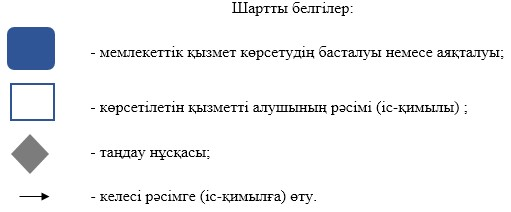 Шартты белгілер:
- мемлекеттік қызмет көрсетудің басталуы немесе аяқталуы;
- көрсетілетін қызметті алушының рәсімі (іс-қимылы) ;
- таңдау нұсқасы;
- келесі рәсімге (іс-қимылға) өту.